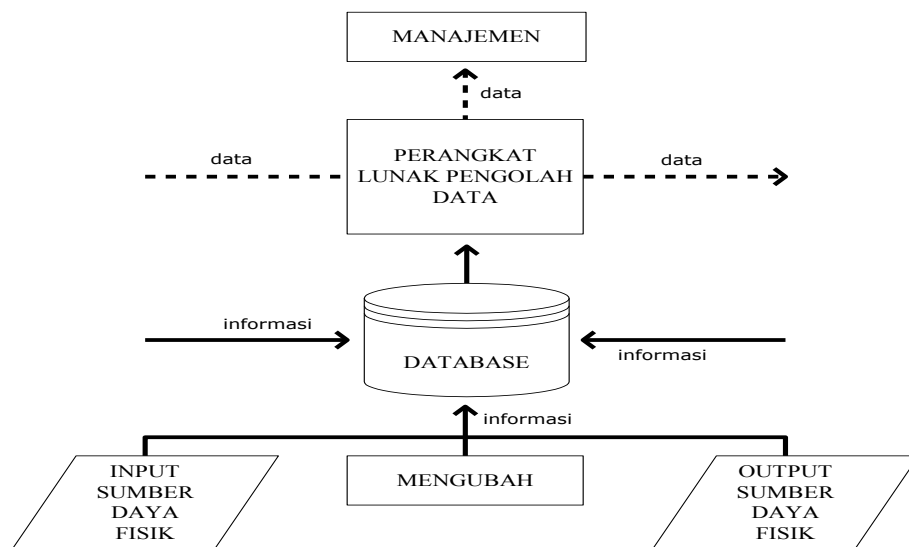 MANAJEMEN
data
PERANGKAT
LUNAK PENGOLAH
DATA
data
data
informasi
DATABASE
informasi
informasi
INPUT
SUMBER
DAYA
FISIK
MENGUBAH
OUTPUT
SUMBER
DAYA
FISIK